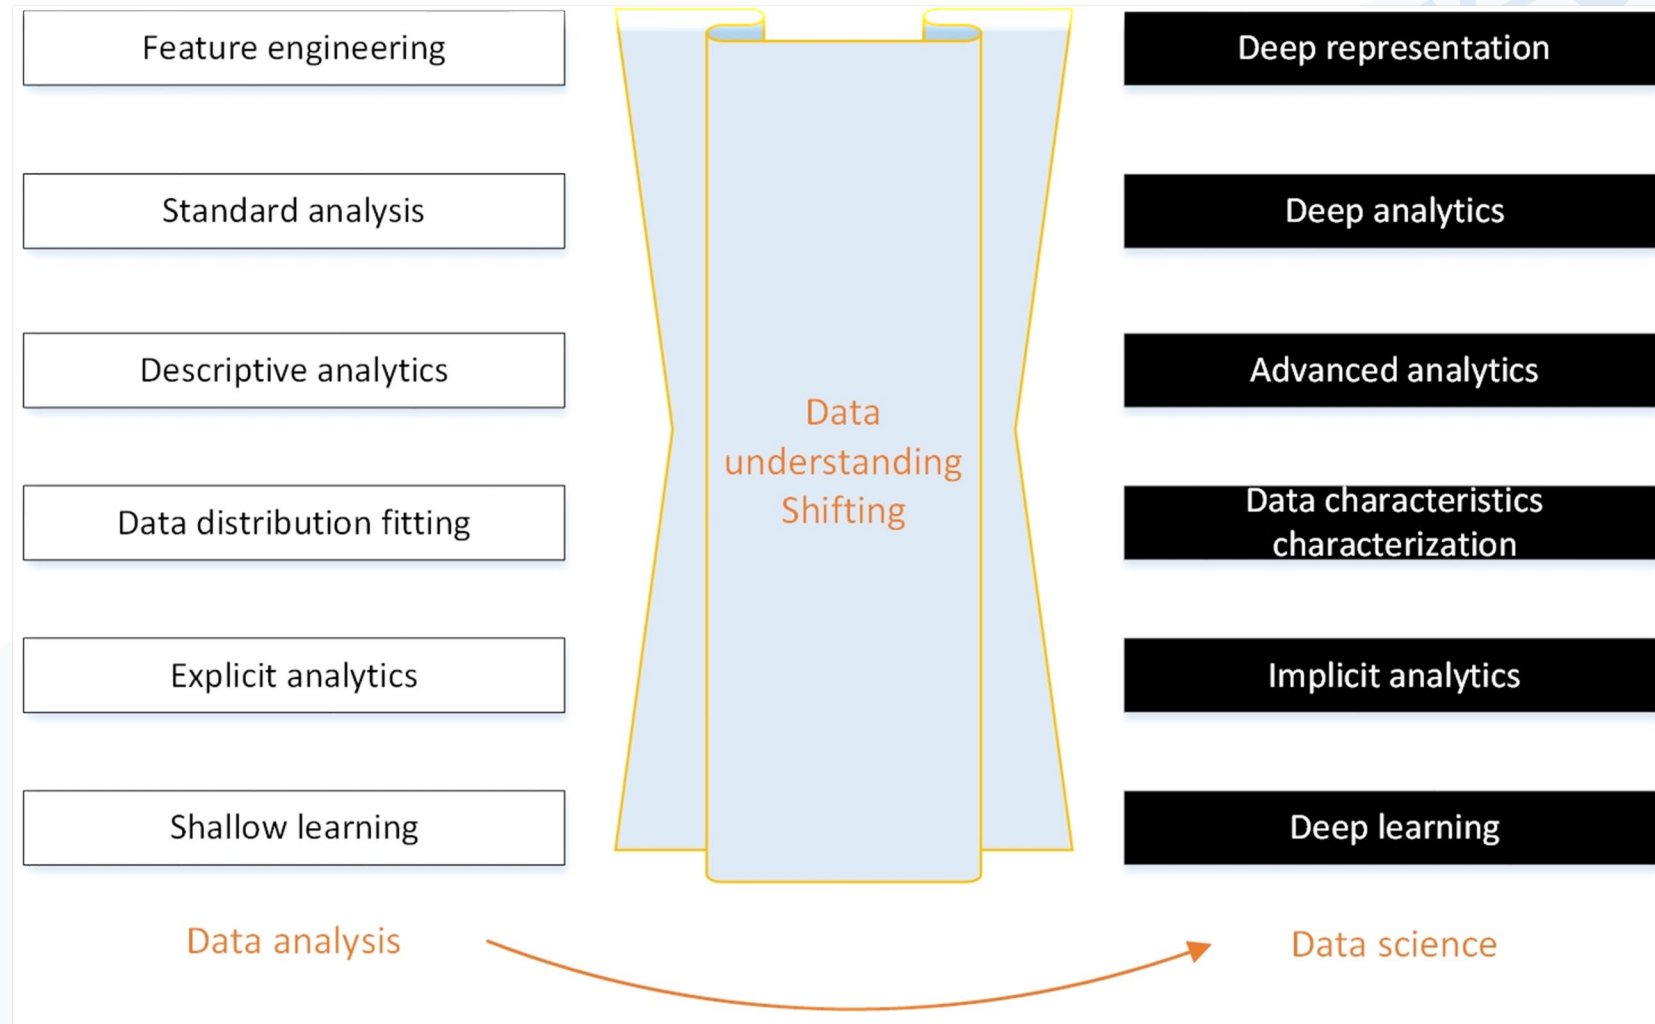 Feature engineering
Deep representation
Standard analysis
Deep analytics
Descriptive analytics
Advanced analytics
Data
understanding
Shifting
Data distribution fitting
Data characteristics
characterization
Explicit analytics
Implicit analytics
Shallow learning
Deep learning
Data analysis
Data science